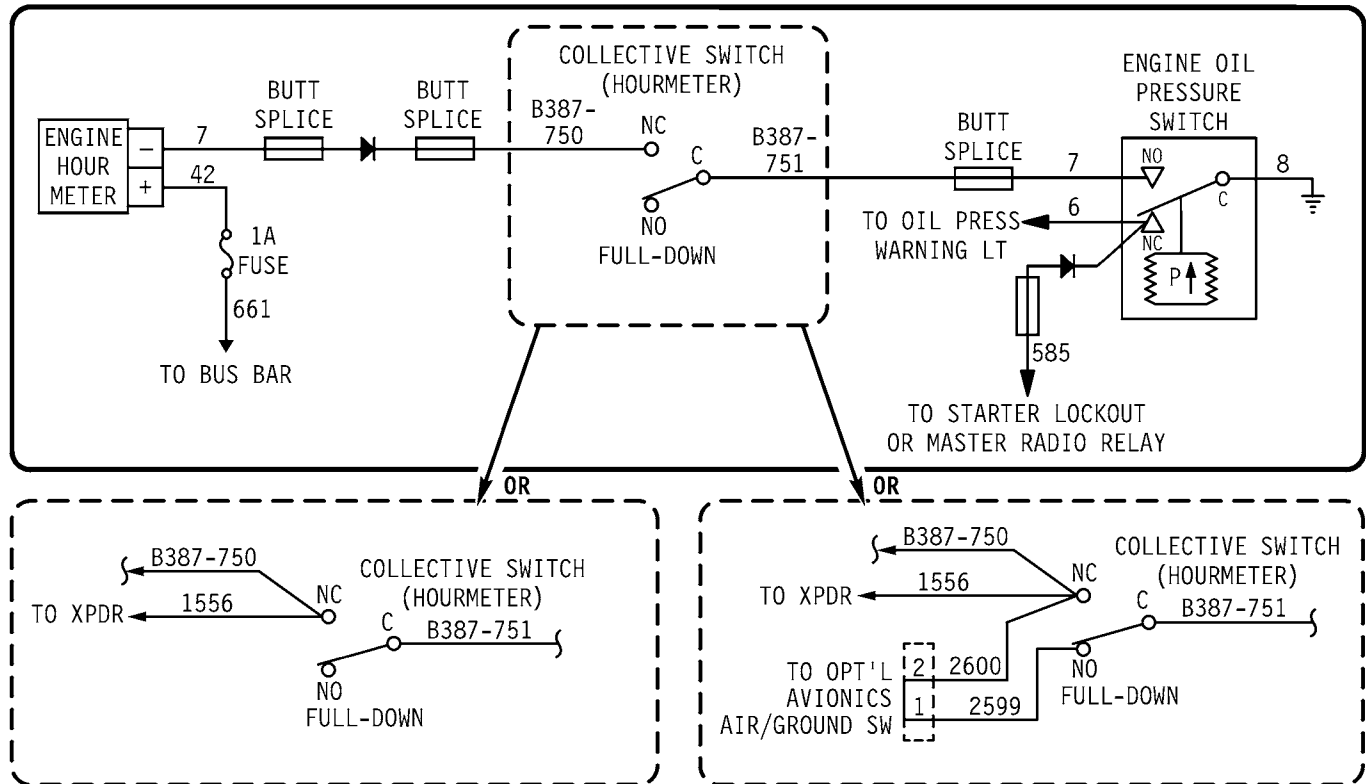 COLLECTIVE SWITCH
(HOURMETER)
ENGINE OIL
PRESSURE
SWITCH
BUTT
SPLICE
BUTT
SPLICE
B387-
750
NC
C
B387-
751
BUTT
SPLICE
ENGINE
HOUR
METER
−
+
7
42
1A
FUSE
661
TO BUS BAR
NO
FULL-DOWN
7
NO
C
8
6
TO OIL PRESS
WARNING LT
NC
P
585
TO STARTER LOCKOUT
OR MASTER RADIO RELAY
OR
OR
B387-750
TO XPDR
1556
NC
COLLECTIVE SWITCH
(HOURMETER)
C
B387-751
NO
FULL-DOWN
B387-750
TO XPDR
1556
NC
COLLECTIVE SWITCH
(HOURMETER)
C
B387-751
TO OPT'L
AVIONICS
AIR/GROUND SW
2
2600
1
2599
NO
FULL-DOWN